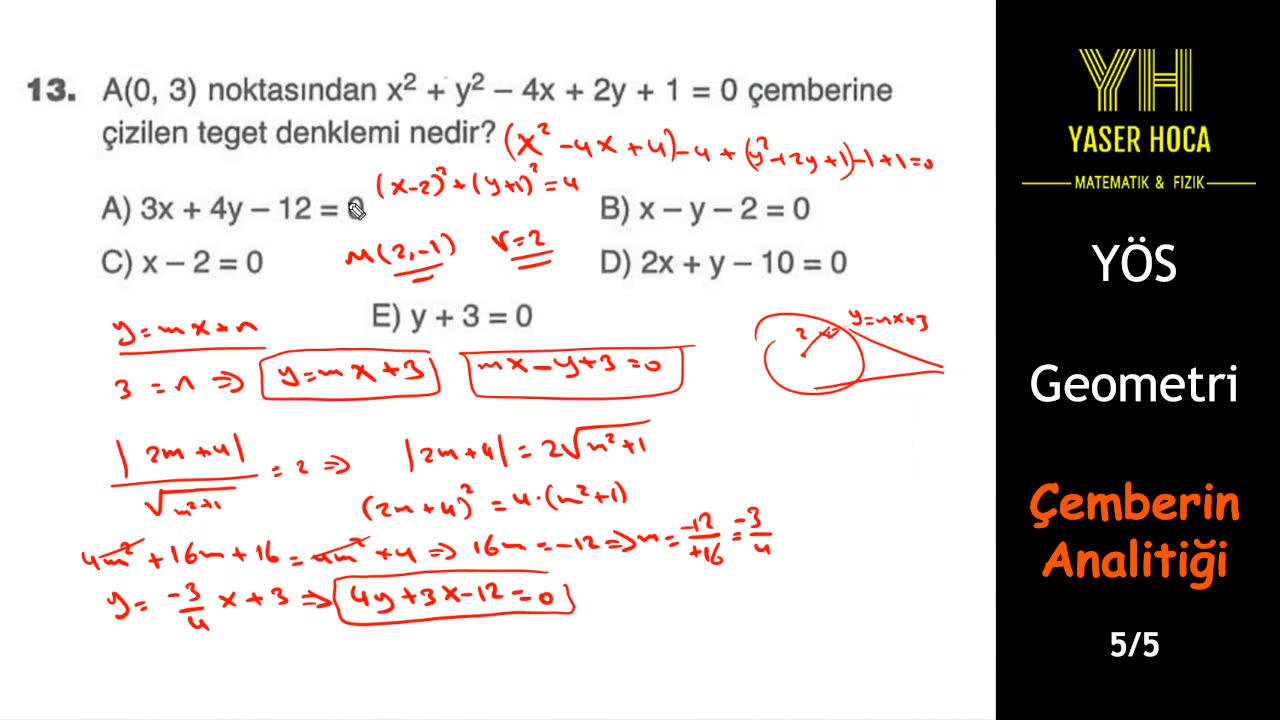 13. A(0, 3) noktasından x² + y² – 4x + 2y + 1 = 0 çemberine
çizilen teget denklemi nedir?
(x² - 4x + 4) - 4 + (y² + 2y + 1) - 1 + 1 = 0
(x-2)² + (y+1)² = 4
A) 3x + 4y – 12 = 0
B) x – y – 2 = 0
M(2,-1) r=2
C) x – 2 = 0
D) 2x + y – 10 = 0
E) y + 3 = 0
y = mx + n
3 = n ⇒ y = mx + 3 mx - y + 3 = 0
2 y = mx + 3
|2m + 4| / √m²+1 = 2 ⇒ |2m + 4| = 2√m²+1
(2m + 4)² = 4·(m² + 1)
4m² + 16m + 16 = 4m² + 4 ⇒ 16m = -12 ⇒ m = -12/+16 = -3/4
y = -3/4 x + 3 ⇒ 4y + 3x - 12 = 0
YH
YASER HOCA
MATEMATIK & FIZIK
YÖS
Geometri
Çemberin
Analitiği
5/5